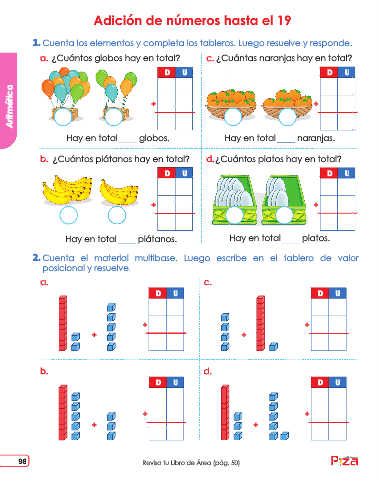 Adición de números hasta el 19
1. Cuenta los elementos y completa los tableros. Luego resuelve y responde.
a. ¿Cuántos globos hay en total?
D U
+
Hay en total ____ globos.
c. ¿Cuántas naranjas hay en total?
D U
+
Hay en total ____ naranjas.
b. ¿Cuántos plátanos hay en total?
D U
+
Hay en total ____ plátanos.
d. ¿Cuántos platos hay en total?
D U
+
Hay en total ____ platos.
2. Cuenta el material multibase. Luego escribe en el tablero de valor
posicional y resuelve.
a.
D U
+ +
c.
D U
+ +
b.
D U
+ +
d.
D U
+ +
Aritmética
98
Revisa tu Libro de Área (pág. 50)